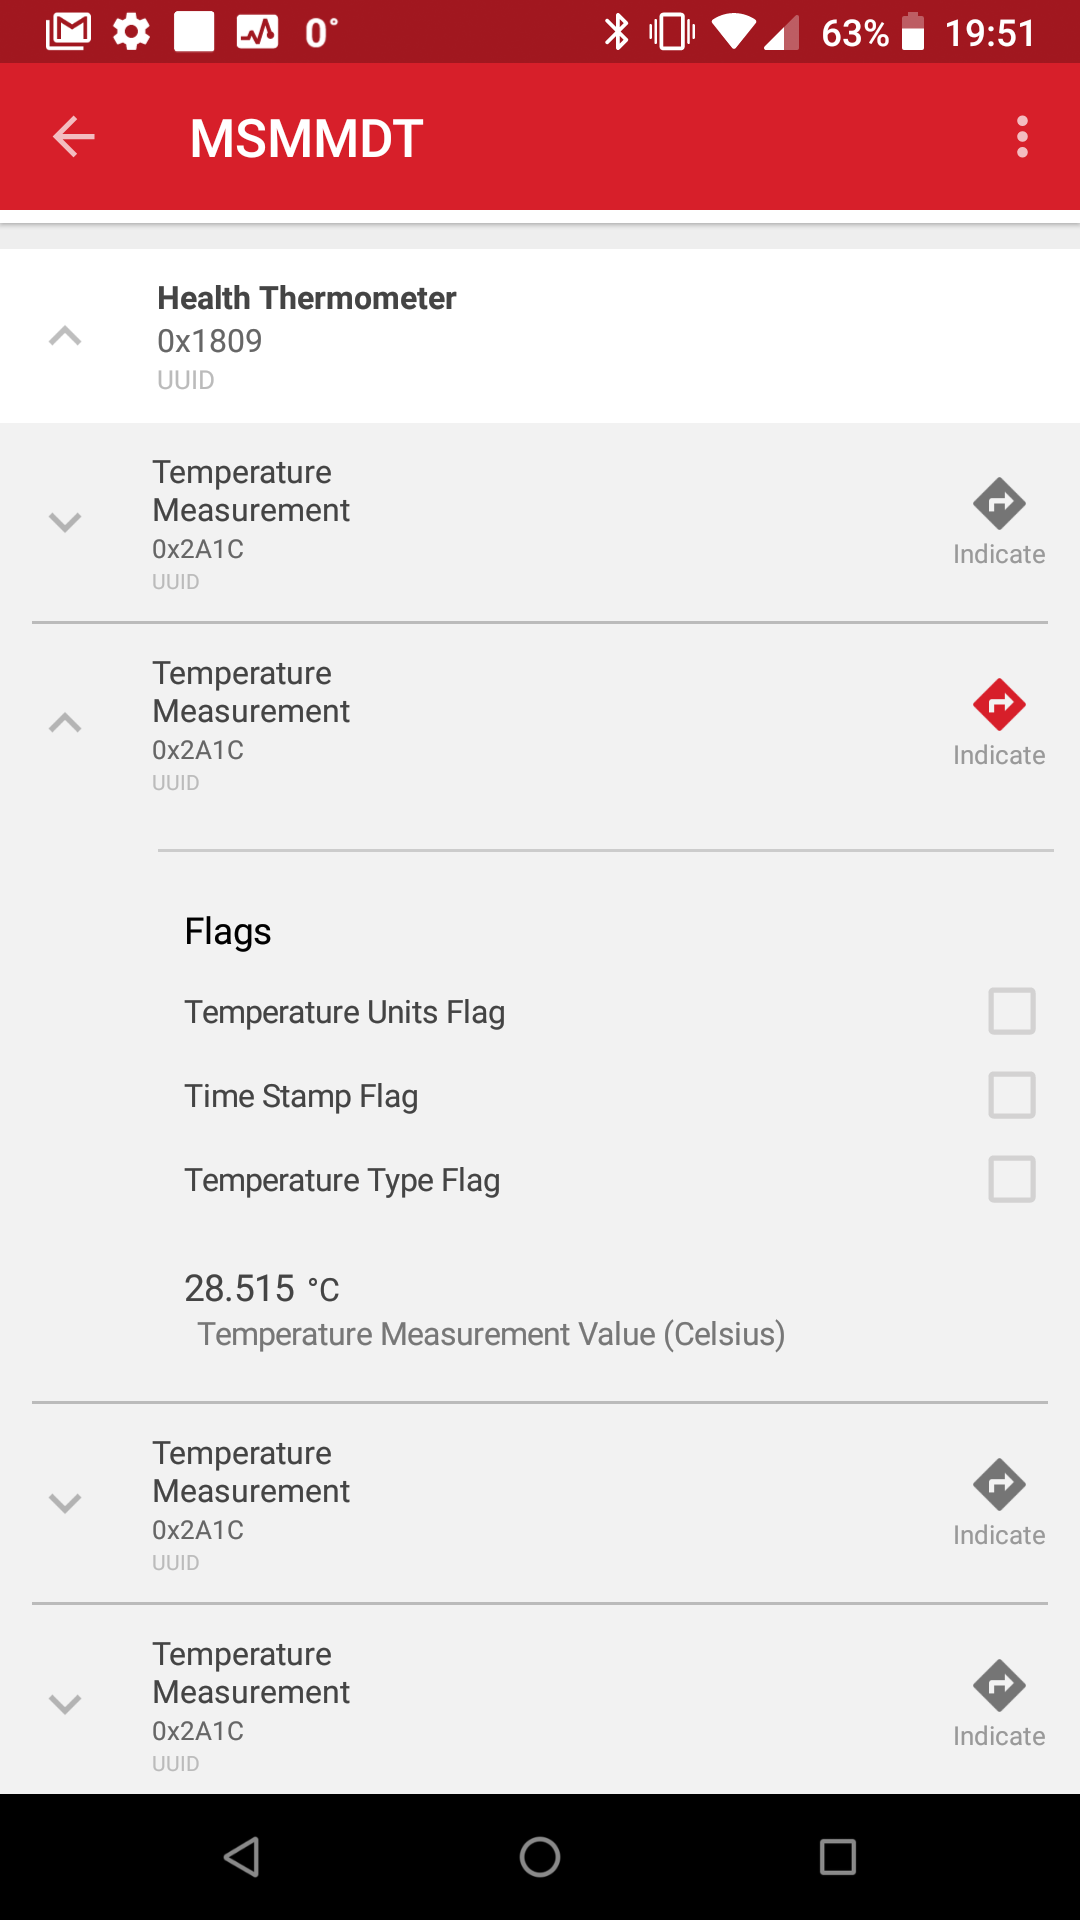 0°
63%
19:51
MSMMDT
Health Thermometer
0x1809
UUID
Temperature
Measurement
0x2A1C
UUID
Indicate
Temperature
Measurement
0x2A1C
UUID
Indicate
Flags
Temperature Units Flag
Time Stamp Flag
Temperature Type Flag
28.515 °C
Temperature Measurement Value (Celsius)
Temperature
Measurement
0x2A1C
UUID
Indicate
Temperature
Measurement
0x2A1C
UUID
Indicate